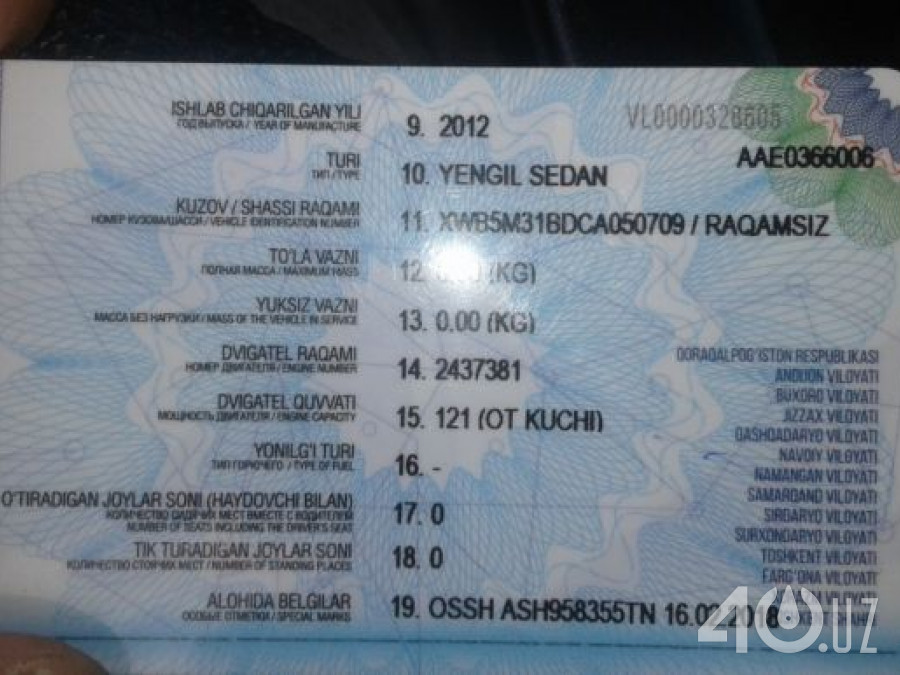 ISHLAB CHIQARILGAN YILI
ГОД ВЫПУСКА / YEAR OF MANUFACTURE
9. 2012
VL0000328605
AAE0366006
TURI
ТИП / TYPE
10. YENGIL SEDAN
KUZOV / SHASSI RAQAMI
НОМЕР КУЗОВА/ШАССИ / VEHICLE IDENTIFICATION NUMBER
11. XWB5M31BDCA050709 / RAQAMSIZ
TO'LA VAZNI
ПОЛНАЯ МАССА / MAXIMUM MASS
12. (KG)
YUKSIZ VAZNI
МАССА БЕЗ НАГРУЗКИ / MASS OF THE VEHICLE IN SERVICE
13. 0.00 (KG)
DVIGATEL RAQAMI
НОМЕР ДВИГАТЕЛЯ / ENGINE NUMBER
14. 2437381
DVIGATEL QUVVATI
МОЩНОСТЬ ДВИГАТЕЛЯ / ENGINE CAPACITY
15. 121 (OT KUCHI)
YONILG'I TURI
ТИП ГОРЮЧЕГО / TYPE OF FUEL
16. -
O'TIRADIGAN JOYLAR SONI (HAYDOVCHI BILAN)
КОЛИЧЕСТВО СИДЯЧИХ МЕСТ ВМЕСТЕ С ВОДИТЕЛЕМ
NUMBER OF SEATS INCLUDING THE DRIVER'S SEAT
17. 0
TIK TURADIGAN JOYLAR SONI
КОЛИЧЕСТВО СТОЯЧИХ МЕСТ / NUMBER OF STANDING PLACES
18. 0
ALOHIDA BELGILAR
ОСОБЫЕ ОТМЕТКИ / SPECIAL MARKS
19. OSSH ASH958355TN 16.02.2018
QORAQALPOG'ISTON RESPUBLIKASI
ANDIJON VILOYATI
BUXORO VILOYATI
JIZZAX VILOYATI
QASHQADARYO VILOYATI
NAVOIY VILOYATI
NAMANGAN VILOYATI
SAMARQAND VILOYATI
SIRDARYO VILOYATI
SURXONDARYO VILOYATI
TOSHKENT VILOYATI
FARG'ONA VILOYATI
VILOYATI
SHAHRI
40.UZ